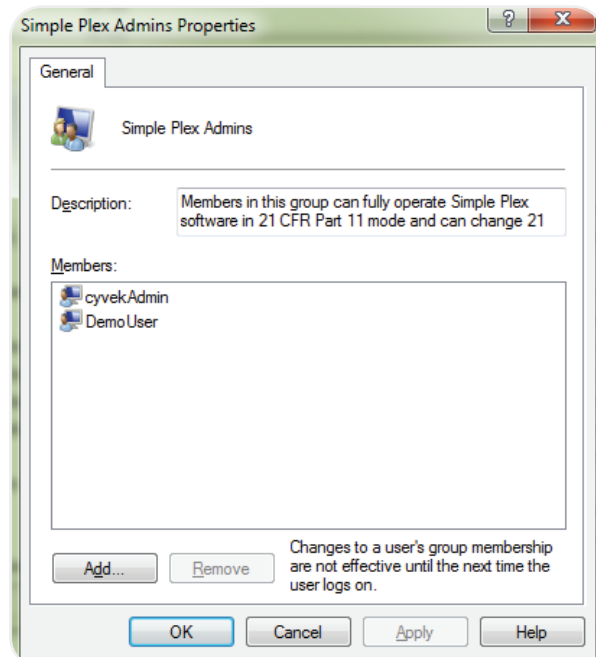 Simple Plex Admins Properties
General
Simple Plex Admins
Description:
Members in this group can fully operate Simple Plex
software in 21 CFR Part 11 mode and can change 21
Members:
cyvekAdmin
DemoUser
Add...
Remove
Changes to a user's group membership
are not effective until the next time the
user logs on.
OK
Cancel
Apply
Help